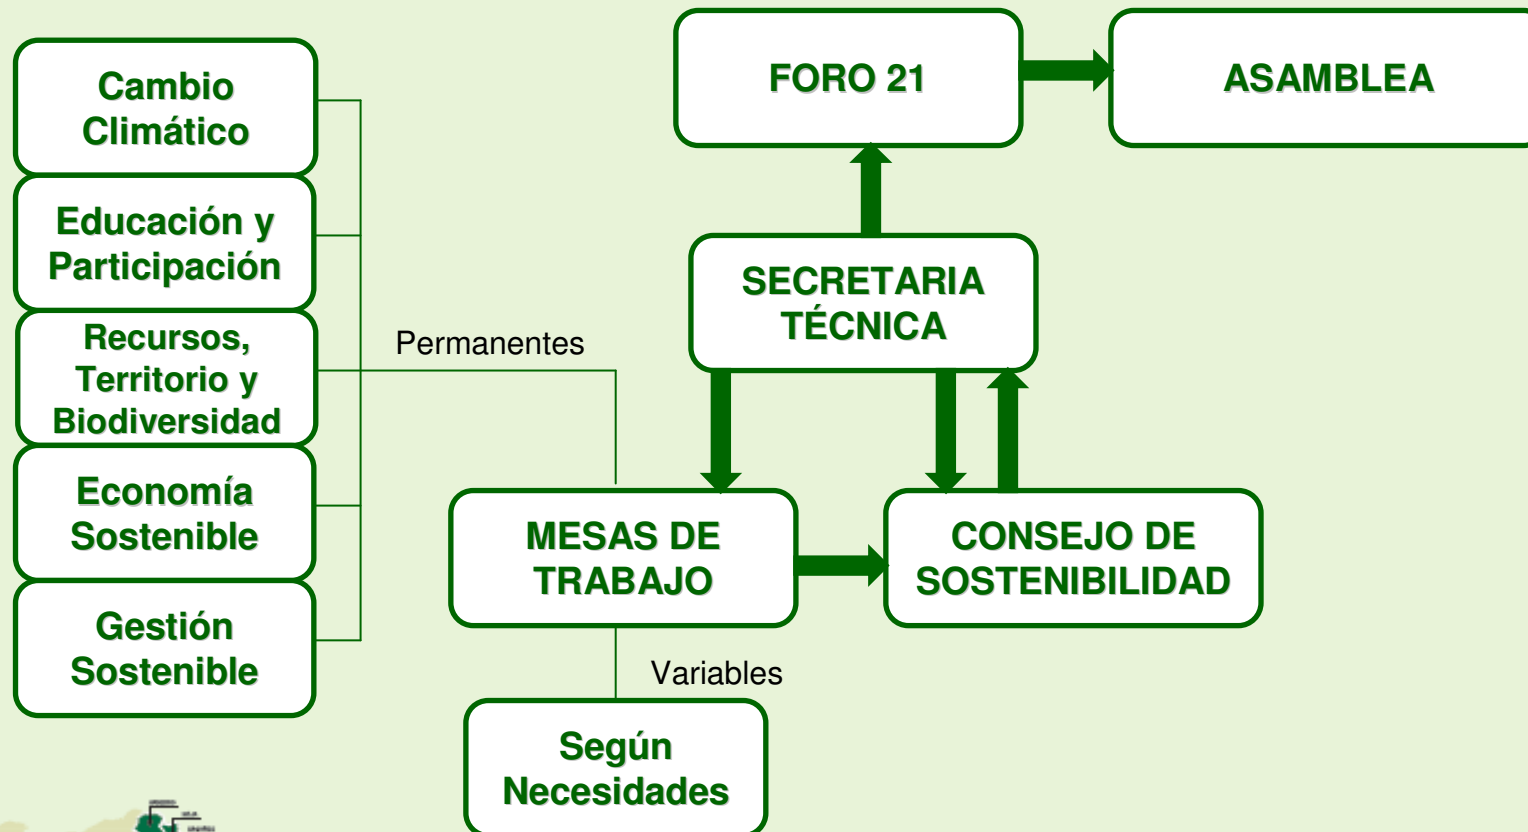 Cambio
Climático
Educación y
Participación
Recursos,
Territorio y
Biodiversidad
Economía
Sostenible
Gestión
Sostenible
Permanentes
FORO 21
ASAMBLEA
SECRETARIA
TÉCNICA
MESAS DE
TRABAJO
CONSEJO DE
SOSTENIBILIDAD
Variables
Según
Necesidades